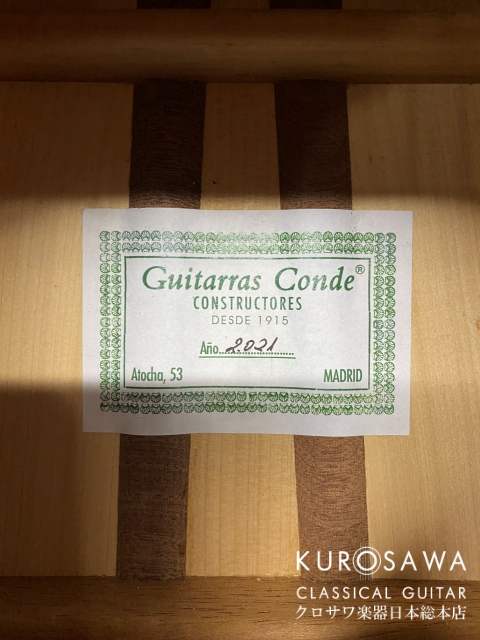 Guitarras Conde®
CONSTRUCTORES
DESDE 1915
Año.....2021.....
Atocha, 53 MADRID
KUROSAWA
CLASSICAL GUITAR
クロサワ楽器日本総本店